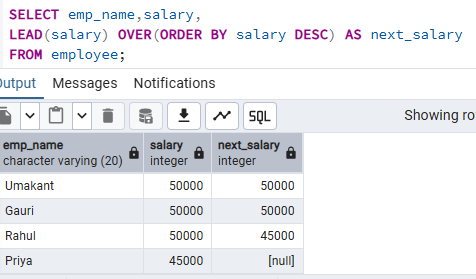 SELECT emp_name,salary,
LEAD(salary) OVER(ORDER BY salary DESC) AS next_salary
FROM employee;
Output Messages Notifications
SQL Showing ro
emp_name salary next_salary
character varying (20) integer integer
Umakant 50000 50000
Gauri 50000 50000
Rahul 50000 45000
Priya 45000 [null]